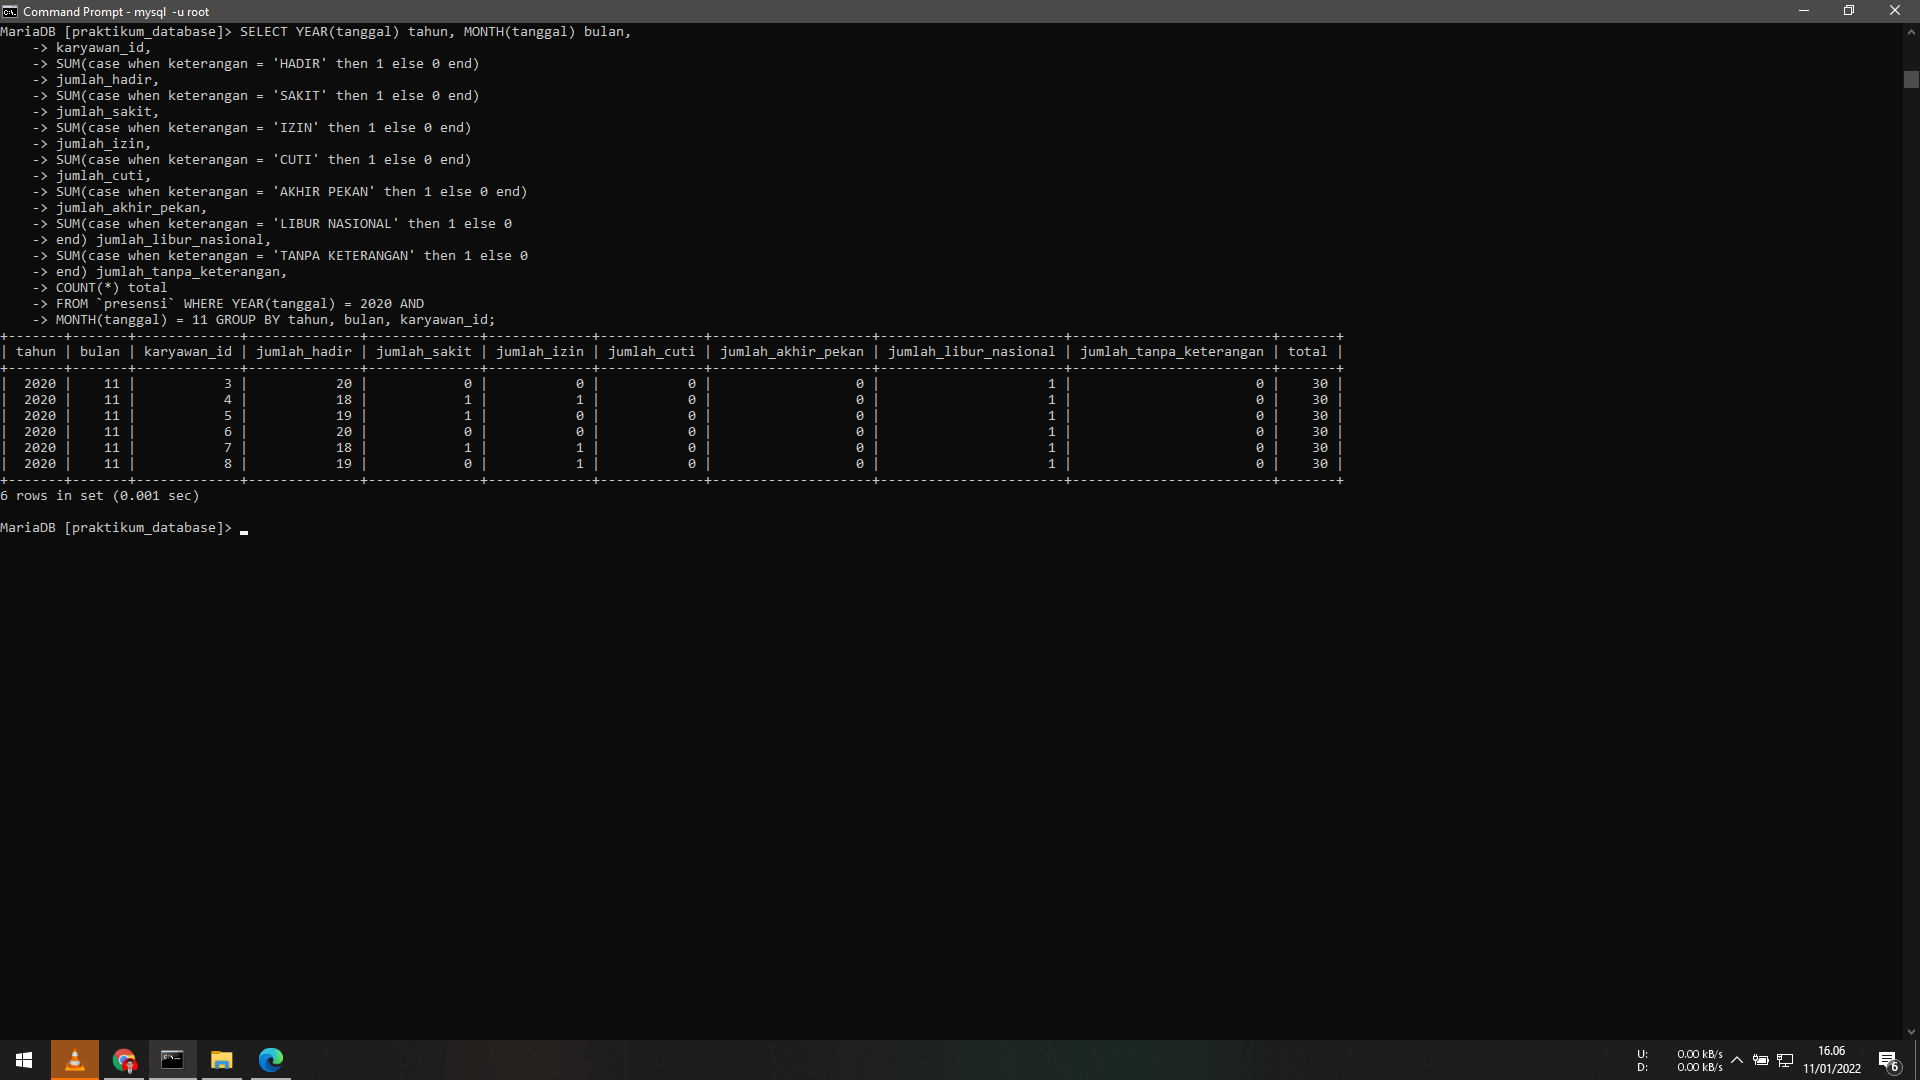 Command Prompt - mysql  -u root
MariaDB [praktikum_database]> SELECT YEAR(tanggal) tahun, MONTH(tanggal) bulan,
    -> karyawan_id,
    -> SUM(case when keterangan = 'HADIR' then 1 else 0 end)
    -> jumlah_hadir,
    -> SUM(case when keterangan = 'SAKIT' then 1 else 0 end)
    -> jumlah_sakit,
    -> SUM(case when keterangan = 'IZIN' then 1 else 0 end)
    -> jumlah_izin,
    -> SUM(case when keterangan = 'CUTI' then 1 else 0 end)
    -> jumlah_cuti,
    -> SUM(case when keterangan = 'AKHIR PEKAN' then 1 else 0 end)
    -> jumlah_akhir_pekan,
    -> SUM(case when keterangan = 'LIBUR NASIONAL' then 1 else 0
    -> end) jumlah_libur_nasional,
    -> SUM(case when keterangan = 'TANPA KETERANGAN' then 1 else 0
    -> end) jumlah_tanpa_keterangan,
    -> COUNT(*) total
    -> FROM `presensi` WHERE YEAR(tanggal) = 2020 AND
    -> MONTH(tanggal) = 11 GROUP BY tahun, bulan, karyawan_id;
| tahun | bulan | karyawan_id | jumlah_hadir | jumlah_sakit | jumlah_izin | jumlah_cuti | jumlah_akhir_pekan | jumlah_libur_nasional | jumlah_tanpa_keterangan | total |
| 2020 | 11 | 3 | 20 | 0 | 0 | 0 | 0 | 1 | 0 | 30 |
| 2020 | 11 | 4 | 18 | 1 | 1 | 0 | 0 | 1 | 0 | 30 |
| 2020 | 11 | 5 | 19 | 1 | 0 | 0 | 0 | 1 | 0 | 30 |
| 2020 | 11 | 6 | 20 | 0 | 0 | 0 | 0 | 1 | 0 | 30 |
| 2020 | 11 | 7 | 18 | 1 | 1 | 0 | 0 | 1 | 0 | 30 |
| 2020 | 11 | 8 | 19 | 0 | 1 | 0 | 0 | 1 | 0 | 30 |
6 rows in set (0.001 sec)
MariaDB [praktikum_database]> _
U: 0.00 kB/s
D: 0.00 kB/s
16.06
11/01/2022
6